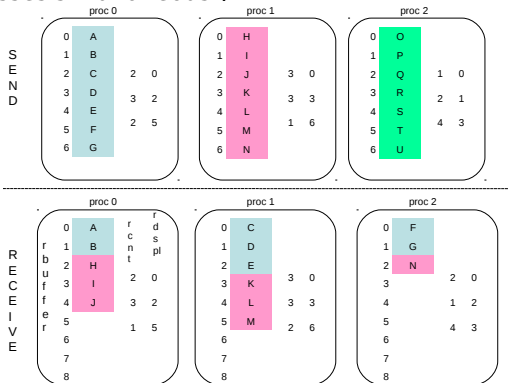 SEND
proc 0
0 A
1 B
2 C
3 D
4 E
5 F
6 G
2 0
3 2
2 5
proc 1
0 H
1 I
2 J
3 K
4 L
5 M
6 N
3 0
3 3
1 6
proc 2
0 O
1 P
2 Q
3 R
4 S
5 T
6 U
1 0
2 1
4 3
RECEIVE
proc 0
rbuffer
0 A
1 B
2 H
3 I
4 J
5
6
7
8
rcnt
rdspl
2 0
3 2
1 5
proc 1
0 C
1 D
2 E
3 K
4 L
5 M
6
7
8
3 0
3 3
2 6
proc 2
0 F
1 G
2 N
3
4
5
6
7
8
2 0
1 2
4 3